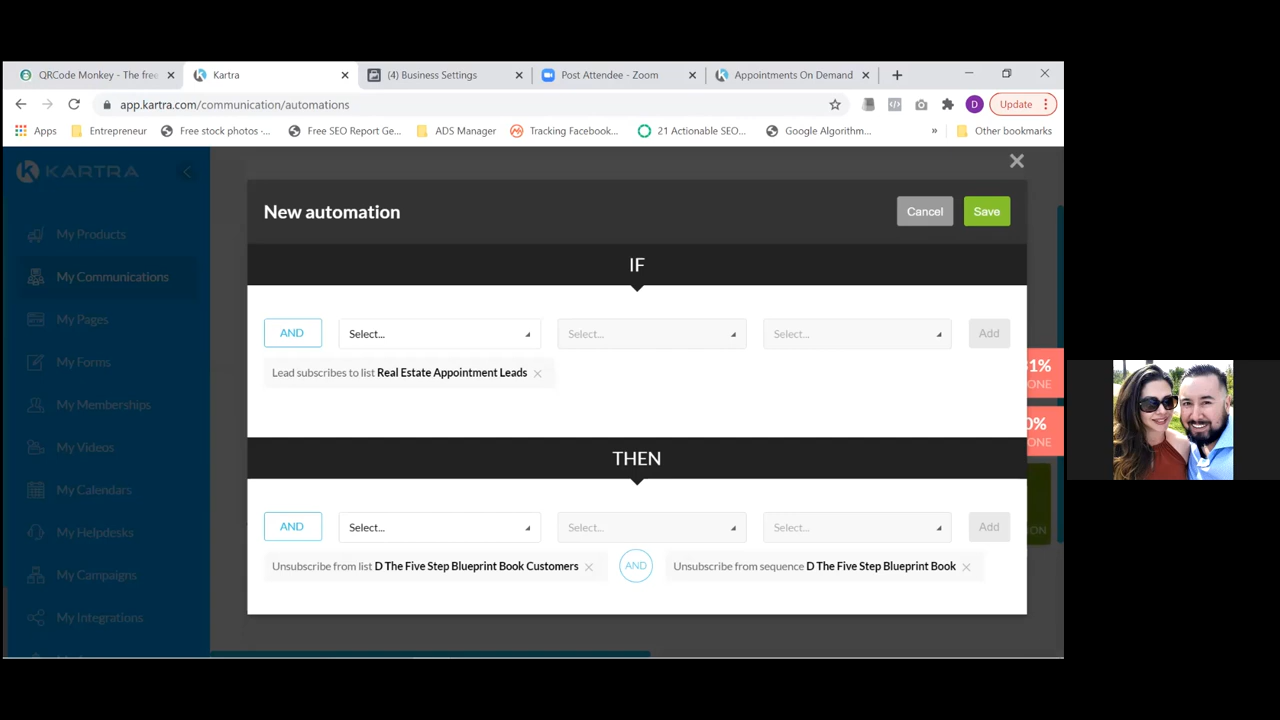 QRCode Monkey - The free
Kartra
(4) Business Settings
Post Attendee - Zoom
Appointments On Demand
app.kartra.com/communication/automations
D
Update
Apps
Entrepreneur
Free stock photos -...
Free SEO Report Ge...
ADS Manager
Tracking Facebook...
21 Actionable SEO...
Google Algorithm...
»
Other bookmarks
KARTRA
My Products
My Communications
My Pages
My Forms
My Memberships
My Videos
My Calendars
My Helpdesks
My Campaigns
My Integrations
New automation
Cancel
Save
IF
AND
Select...
Select...
Select...
Add
Lead subscribes to list Real Estate Appointment Leads
THEN
AND
Select...
Select...
Select...
Add
Unsubscribe from list D The Five Step Blueprint Book Customers
AND
Unsubscribe from sequence D The Five Step Blueprint Book
1%
ONE
0%
ONE
ON